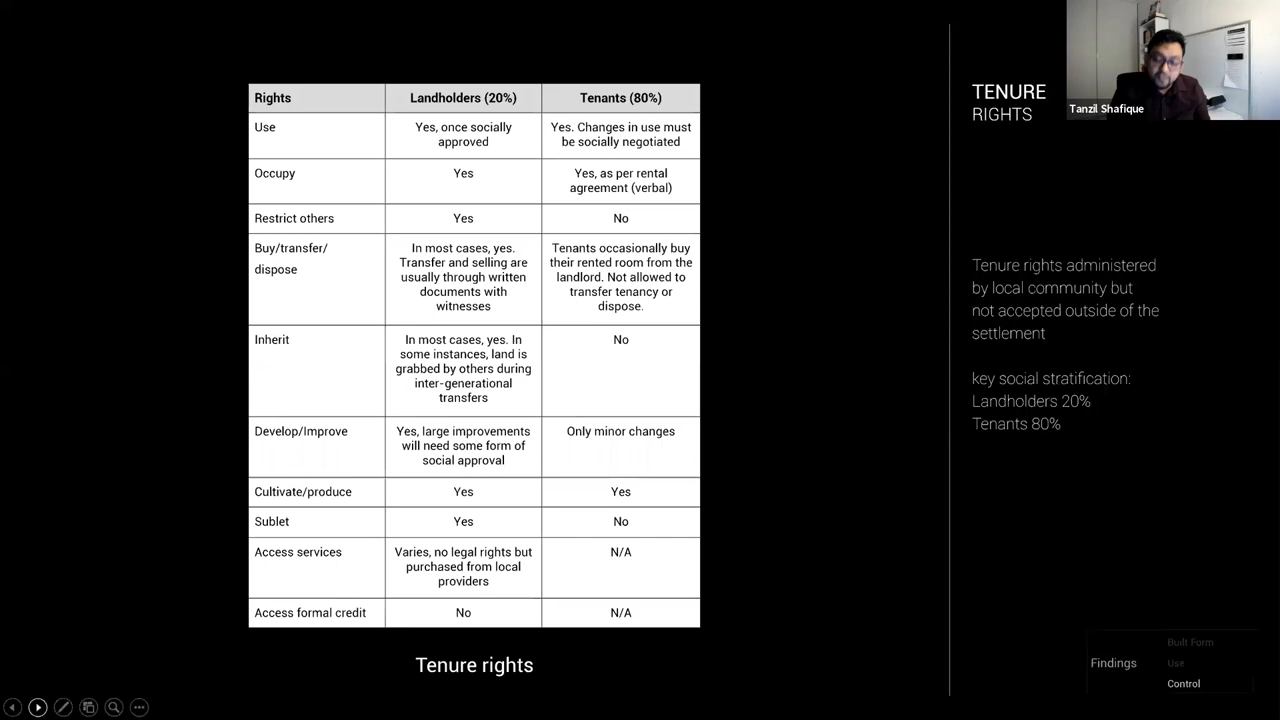 Rights Landholders (20%) Tenants (80%)
Use Yes, once socially Yes. Changes in use must
approved be socially negotiated
Occupy Yes Yes, as per rental
agreement (verbal)
Restrict others Yes No
Buy/transfer/ In most cases, yes. Tenants occasionally buy
dispose Transfer and selling are their rented room from the
usually through written landlord. Not allowed to
documents with transfer tenancy or
witnesses dispose.
Inherit In most cases, yes. In No
some instances, land is
grabbed by others during
inter-generational
transfers
Develop/Improve Yes, large improvements Only minor changes
will need some form of
social approval
Cultivate/produce Yes Yes
Sublet Yes No
Access services Varies, no legal rights but N/A
purchased from local
providers
Access formal credit No N/A
Tenure rights
TENURE
RIGHTS
Tanzil Shafique
Tenure rights administered
by local community but
not accepted outside of the
settlement
key social stratification:
Landholders 20%
Tenants 80%
Findings
Built Form
Use
Control